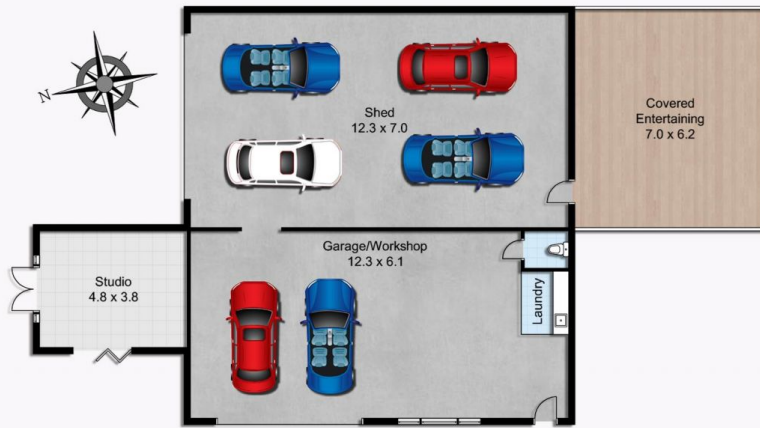 N
Shed
12.3 x 7.0
Covered
Entertaining
7.0 x 6.2
Garage/Workshop
12.3 x 6.1
Studio
4.8 x 3.8
Laundry